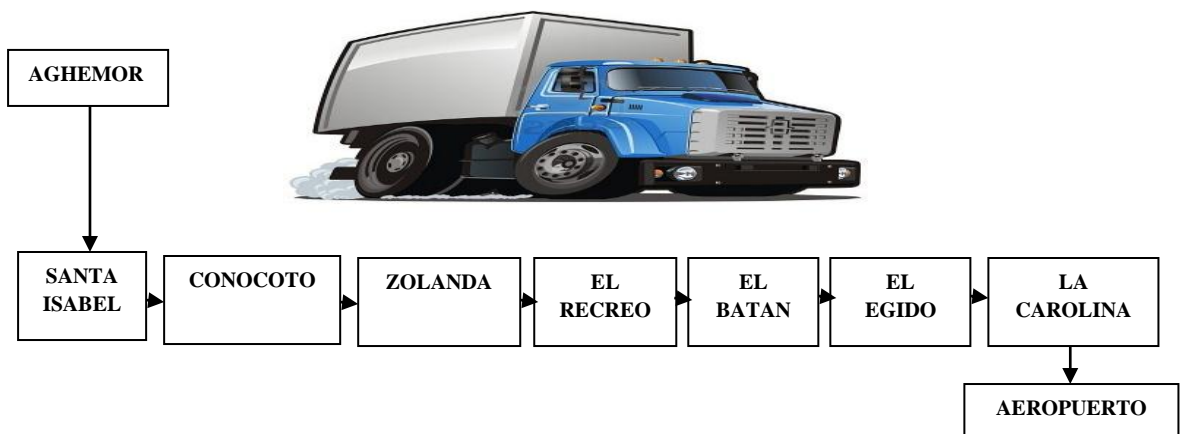 AGHEMOR
SANTA
ISABEL
CONOCOTO
ZOLANDA
EL
RECREO
EL
BATAN
EL
EGIDO
LA
CAROLINA
AEROPUERTO